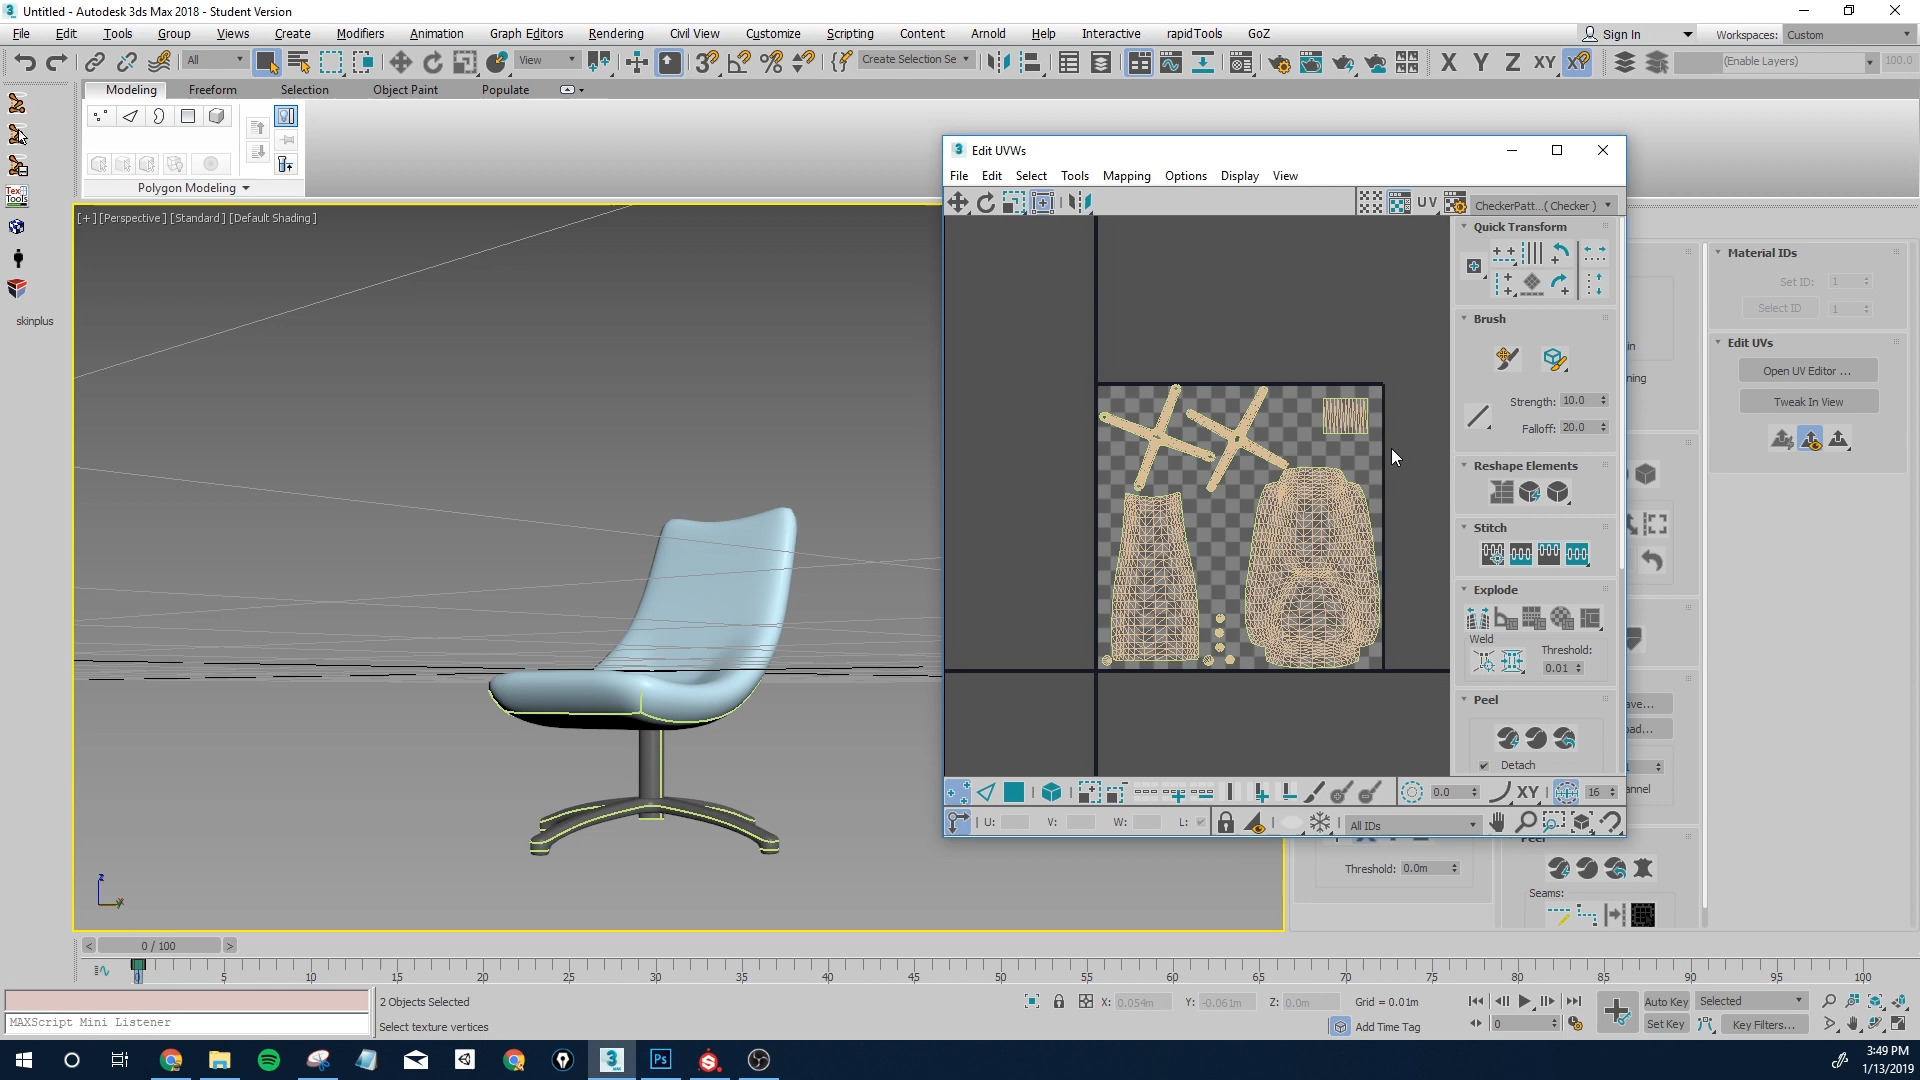 Untitled - Autodesk 3ds Max 2018 - Student Version
File Edit Tools Group Views Create Modifiers Animation Graph Editors Rendering Civil View Customize Scripting Content Arnold Help Interactive rapidTools GoZ
Sign In Workspaces: Custom
All View Create Selection Se X Y Z XY XY (Enable Layers) 100.0
Modeling Freeform Selection Object Paint Populate
Polygon Modeling
TexTools
skinplus
[+] [Perspective] [Standard] [Default Shading]
Edit UVWs
File Edit Select Tools Mapping Options Display View
UV CheckerPatt...( Checker )
Quick Transform
Brush
Strength: 10.0
Falloff: 20.0
Reshape Elements
Stitch
Explode
Weld
Threshold:
0.01
Peel
Detach
0.0 XY 16
U: V: W: L: All IDs
Material IDs
Set ID: 1
Select ID 1
Edit UVs
Open UV Editor ...
Tweak In View
Threshold: 0.0m
Seams:
0 / 100
0 5 10 15 20 25 30 35 40 45 50 55 60 65 70 75 80 85 90 95 100
MAXScript Mini Listener
2 Objects Selected
Select texture vertices
X: 0.054m Y: -0.061m Z: 0.0m Grid = 0.01m
Add Time Tag
0
Auto Key Selected
Set Key Key Filters...
3:49 PM
1/13/2019